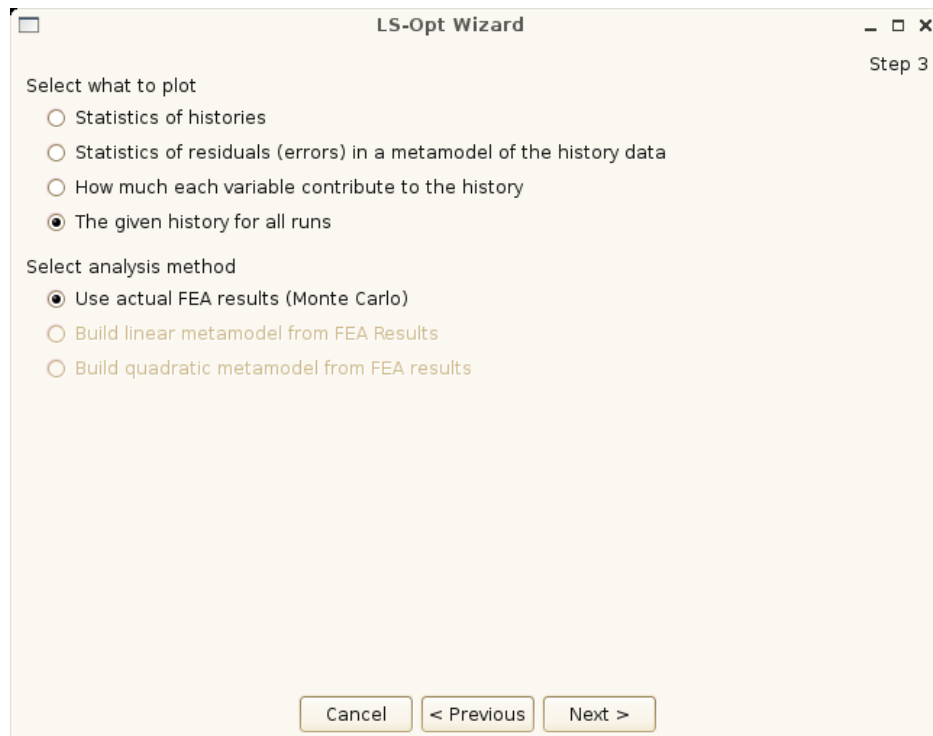 LS-Opt Wizard
Step 3
Select what to plot
Statistics of histories
Statistics of residuals (errors) in a metamodel of the history data
How much each variable contribute to the history
The given history for all runs
Select analysis method
Use actual FEA results (Monte Carlo)
Build linear metamodel from FEA Results
Build quadratic metamodel from FEA results
Cancel < Previous Next >